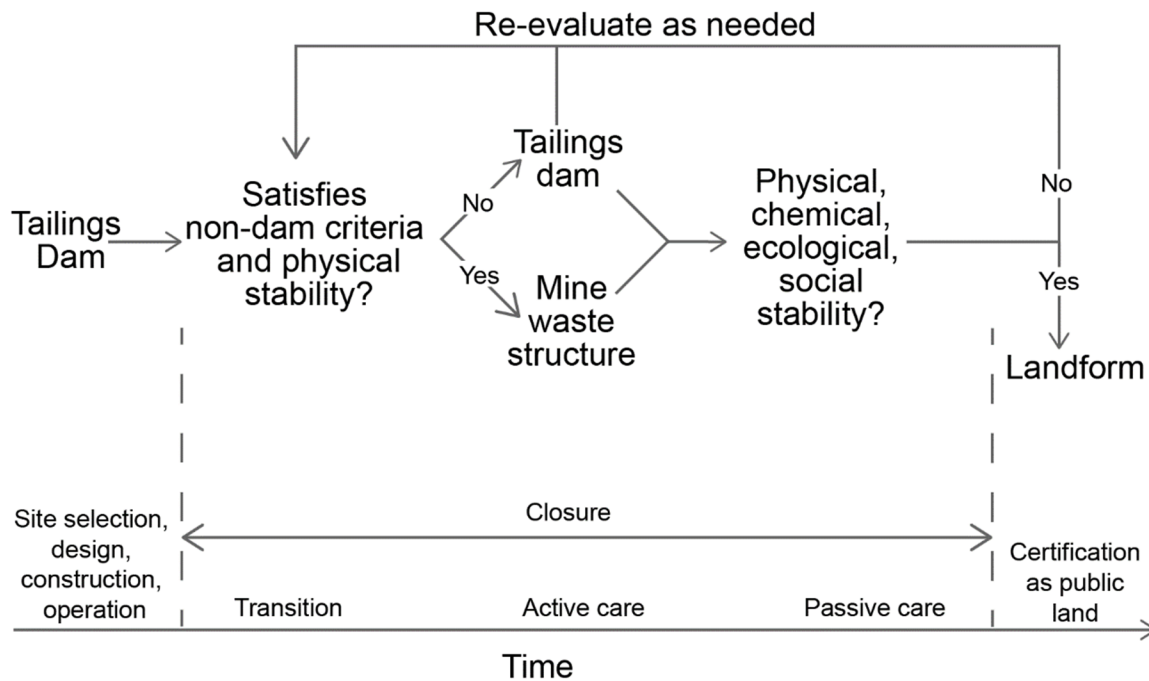 Re-evaluate as needed
Tailings
Dam
Satisfies
non-dam criteria
and physical
stability?
No
Yes
Tailings
dam
Mine
waste
structure
Physical,
chemical,
ecological,
social
stability?
No
Yes
Landform
Site selection,
design,
construction,
operation
Closure
Transition
Active care
Passive care
Certification
as public
land
Time